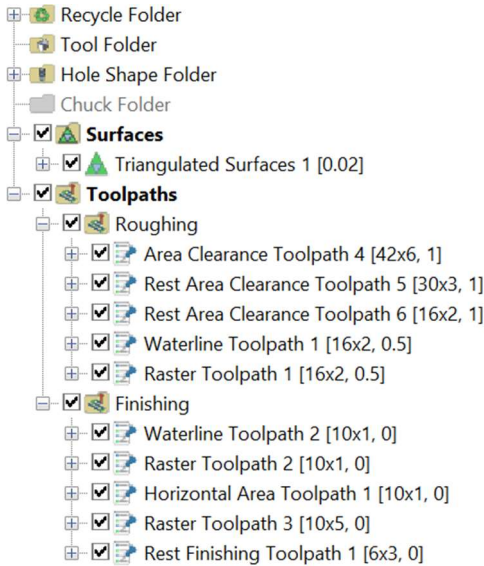 Recycle Folder
Tool Folder
Hole Shape Folder
Chuck Folder
Surfaces
Triangulated Surfaces 1 [0.02]
Toolpaths
Roughing
Area Clearance Toolpath 4 [42x6, 1]
Rest Area Clearance Toolpath 5 [30x3, 1]
Rest Area Clearance Toolpath 6 [16x2, 1]
Waterline Toolpath 1 [16x2, 0.5]
Raster Toolpath 1 [16x2, 0.5]
Finishing
Waterline Toolpath 2 [10x1, 0]
Raster Toolpath 2 [10x1, 0]
Horizontal Area Toolpath 1 [10x1, 0]
Raster Toolpath 3 [10x5, 0]
Rest Finishing Toolpath 1 [6x3, 0]